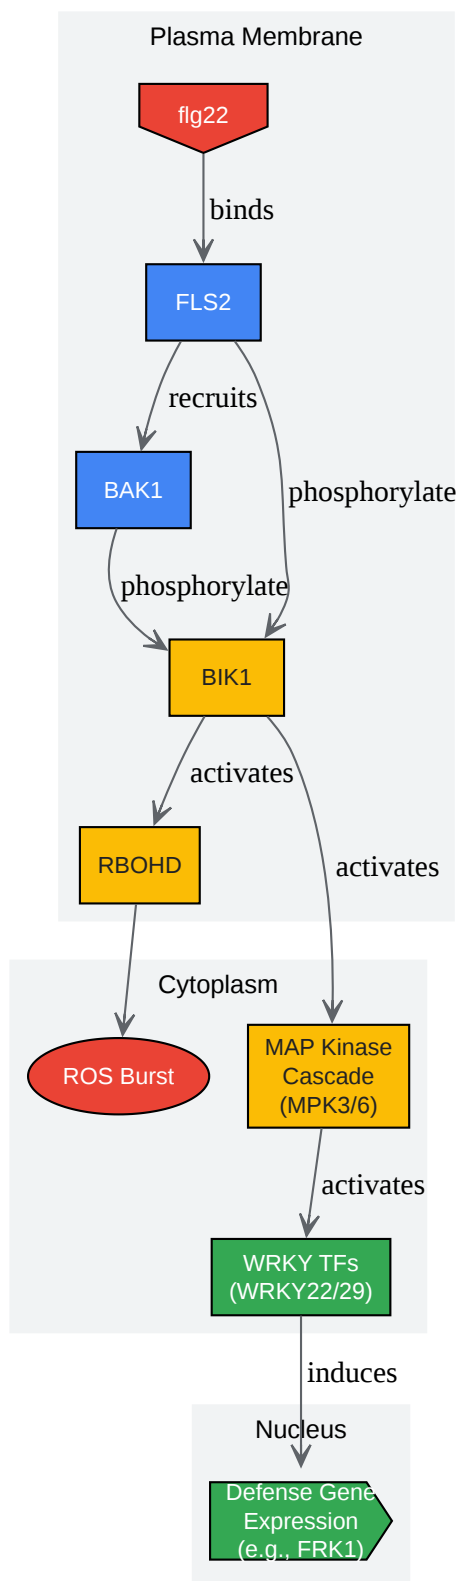 Plasma Membrane
flg22
binds
FLS2
recruits
BAK1
phosphorylate
phosphorylate
BIK1
activates
RBOHD
activates
Cytoplasm
ROS Burst
MAP Kinase
Cascade
(MPK3/6)
activates
WRKY TFs
(WRKY22/29)
induces
Nucleus
Defense Gene
Expression
(e.g., FRK1)